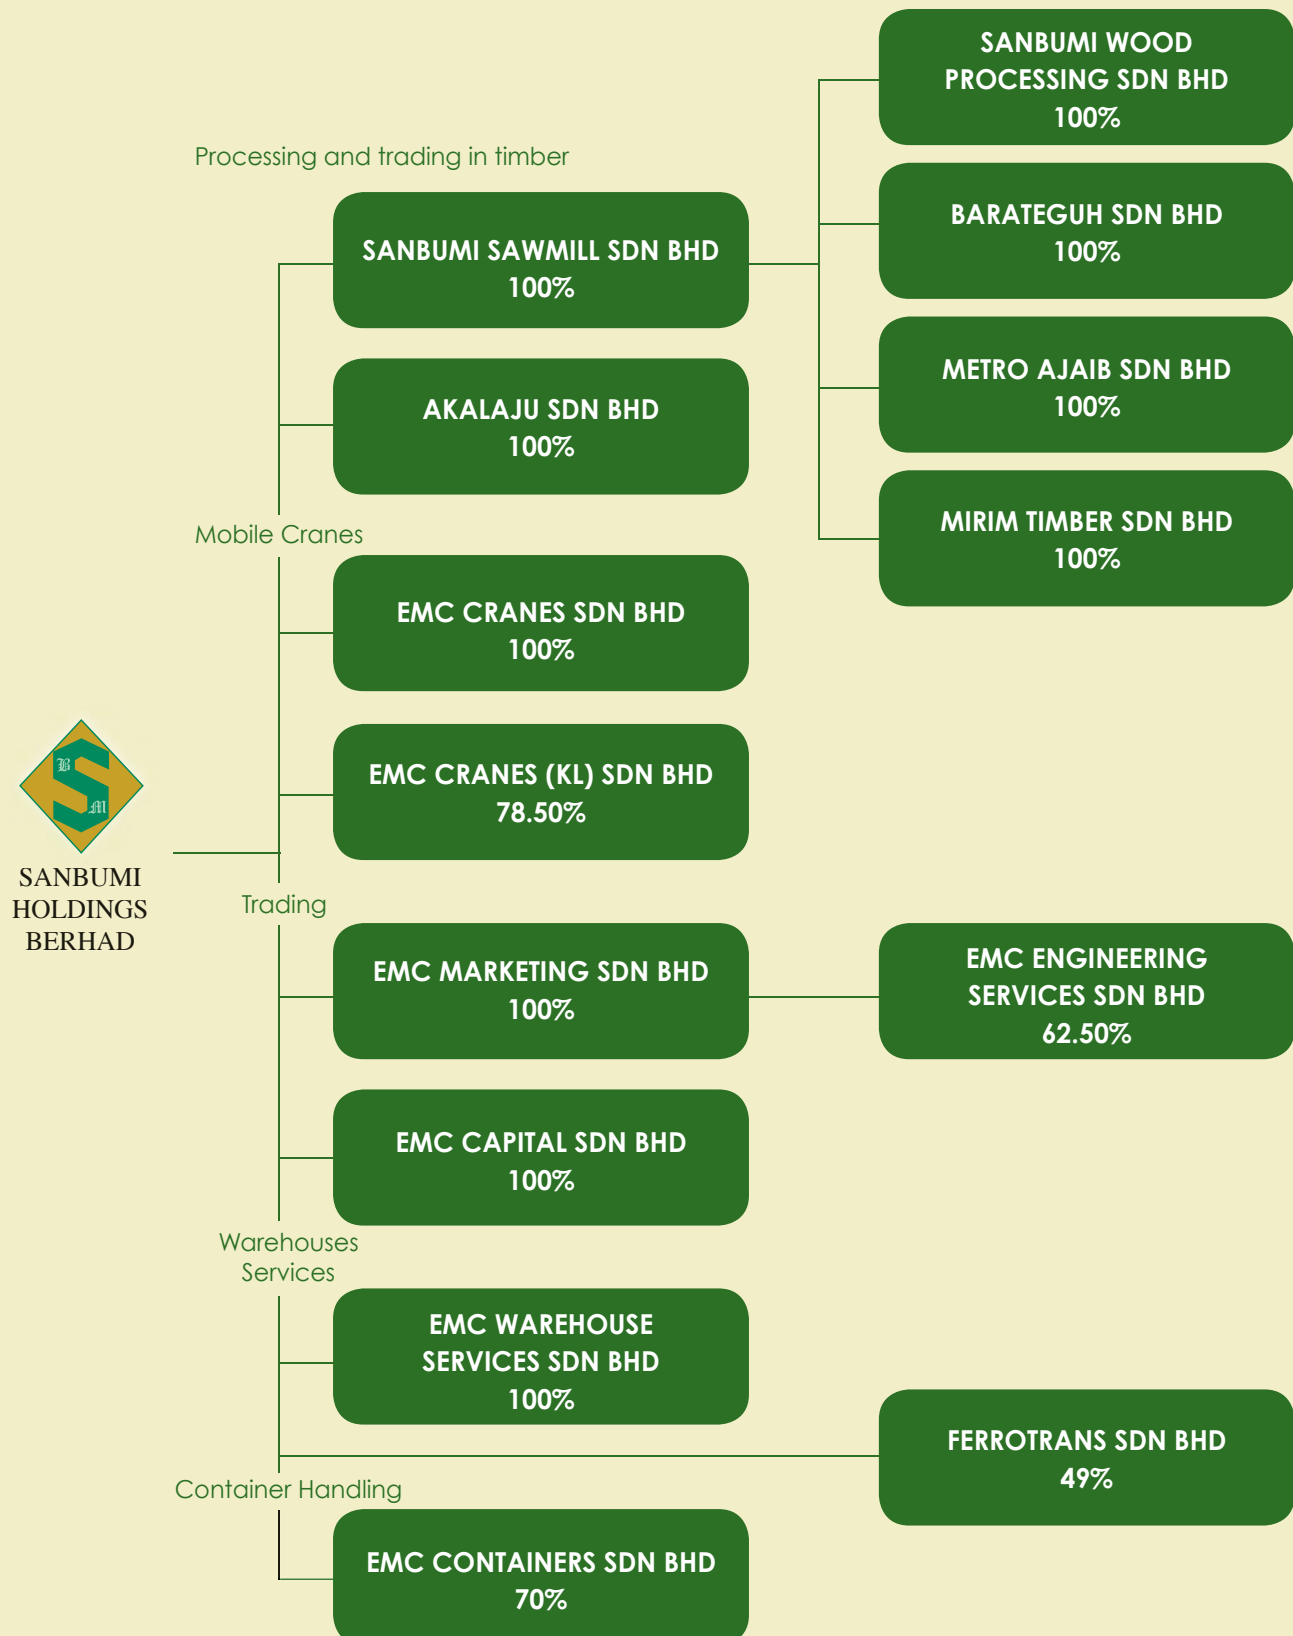 Processing and trading in timber
SANBUMI SAWMILL SDN BHD
100%
SANBUMI WOOD
PROCESSING SDN BHD
100%
BARATEGUH SDN BHD
100%
METRO AJAIB SDN BHD
100%
MIRIM TIMBER SDN BHD
100%
AKALAJU SDN BHD
100%
Mobile Cranes
EMC CRANES SDN BHD
100%
EMC CRANES (KL) SDN BHD
78.50%
B
S
M
SANBUMI
HOLDINGS
BERHAD
Trading
EMC MARKETING SDN BHD
100%
EMC ENGINEERING
SERVICES SDN BHD
62.50%
EMC CAPITAL SDN BHD
100%
Warehouses
Services
EMC WAREHOUSE
SERVICES SDN BHD
100%
FERROTRANS SDN BHD
49%
Container Handling
EMC CONTAINERS SDN BHD
70%